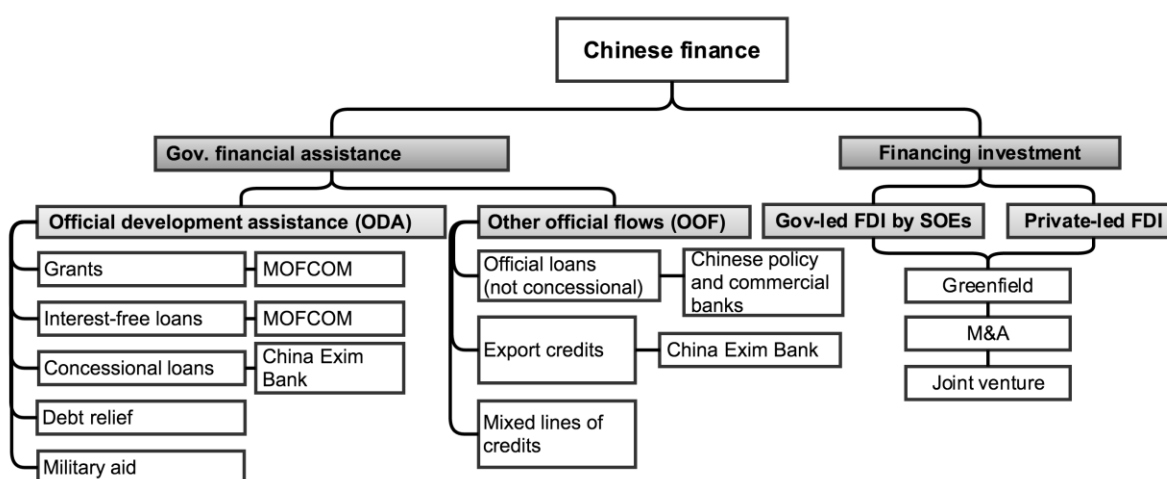 Chinese finance
Gov. financial assistance
Financing investment
Official development assistance (ODA)
Other official flows (OOF)
Gov-led FDI by SOEs
Private-led FDI
Grants
MOFCOM
Interest-free loans
MOFCOM
Concessional loans
China Exim
Bank
Debt relief
Military aid
Official loans
(not concessional)
Chinese policy
and commercial
banks
Export credits
China Exim Bank
Mixed lines of
credits
Greenfield
M&A
Joint venture